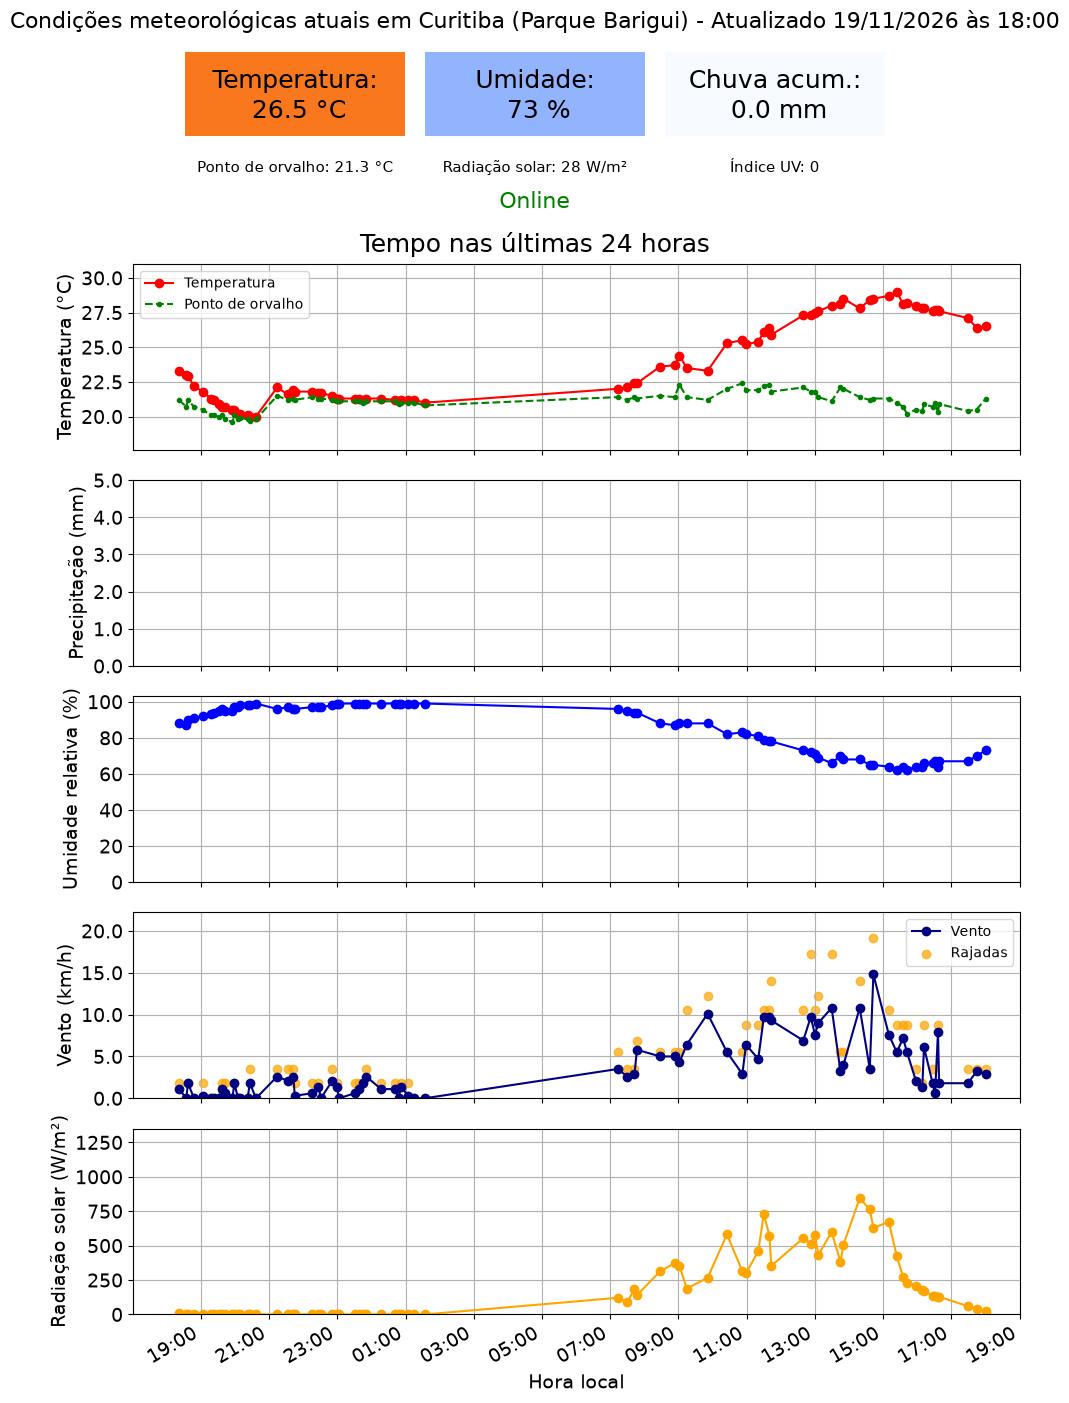 Condições meteorológicas atuais em Curitiba (Parque Barigui) - Atualizado 19/11/2026 às 18:00
Temperatura:
26.5 °C
Umidade:
73 %
Chuva acum.:
0.0 mm
Ponto de orvalho: 21.3 °C
Radiação solar: 28 W/m²
Índice UV: 0
Online
Tempo nas últimas 24 horas
Temperatura (°C)
30.0
27.5
25.0
22.5
20.0
Temperatura
Ponto de orvalho
Precipitação (mm)
5.0
4.0
3.0
2.0
1.0
0.0
Umidade relativa (%)
100
80
60
40
20
0
Vento (km/h)
20.0
15.0
10.0
5.0
0.0
Vento
Rajadas
Radiação solar (W/m²)
1250
1000
750
500
250
0
19:00
21:00
23:00
01:00
03:00
05:00
07:00
09:00
11:00
13:00
15:00
17:00
19:00
Hora local